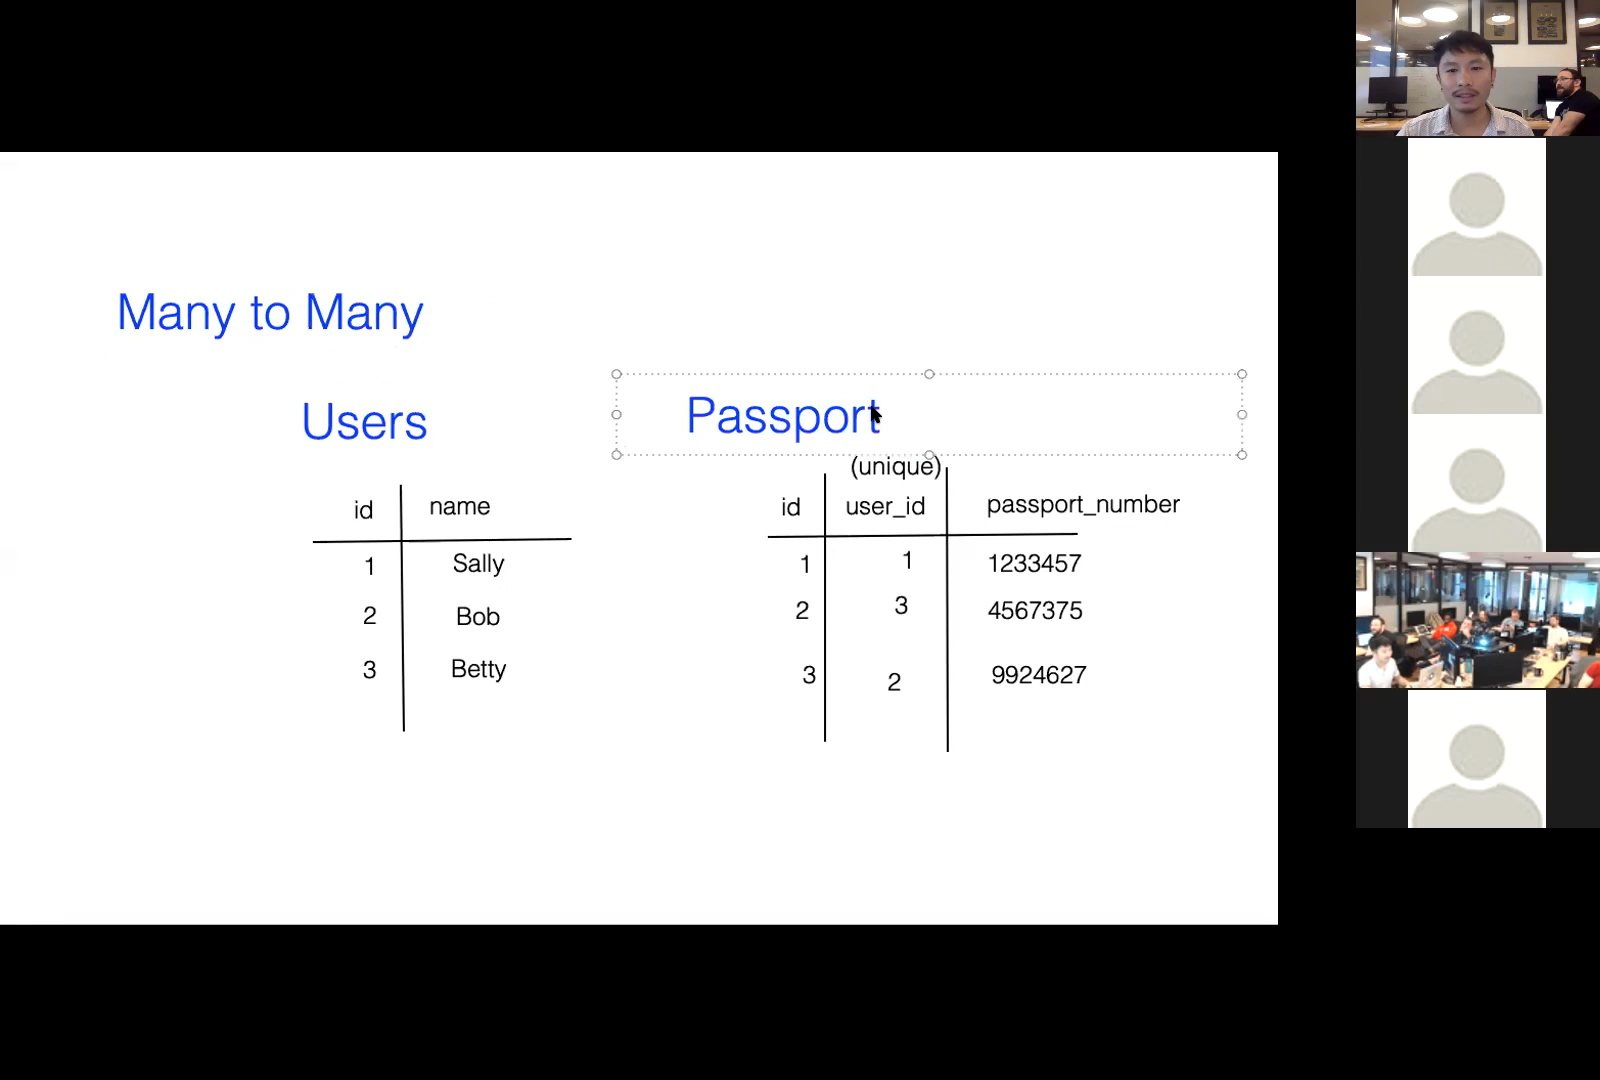 Many to Many
Users
Passport
(unique)
id name
id user_id passport_number
1 Sally
2 Bob
3 Betty
1 1 1233457
2 3 4567375
3 2 9924627